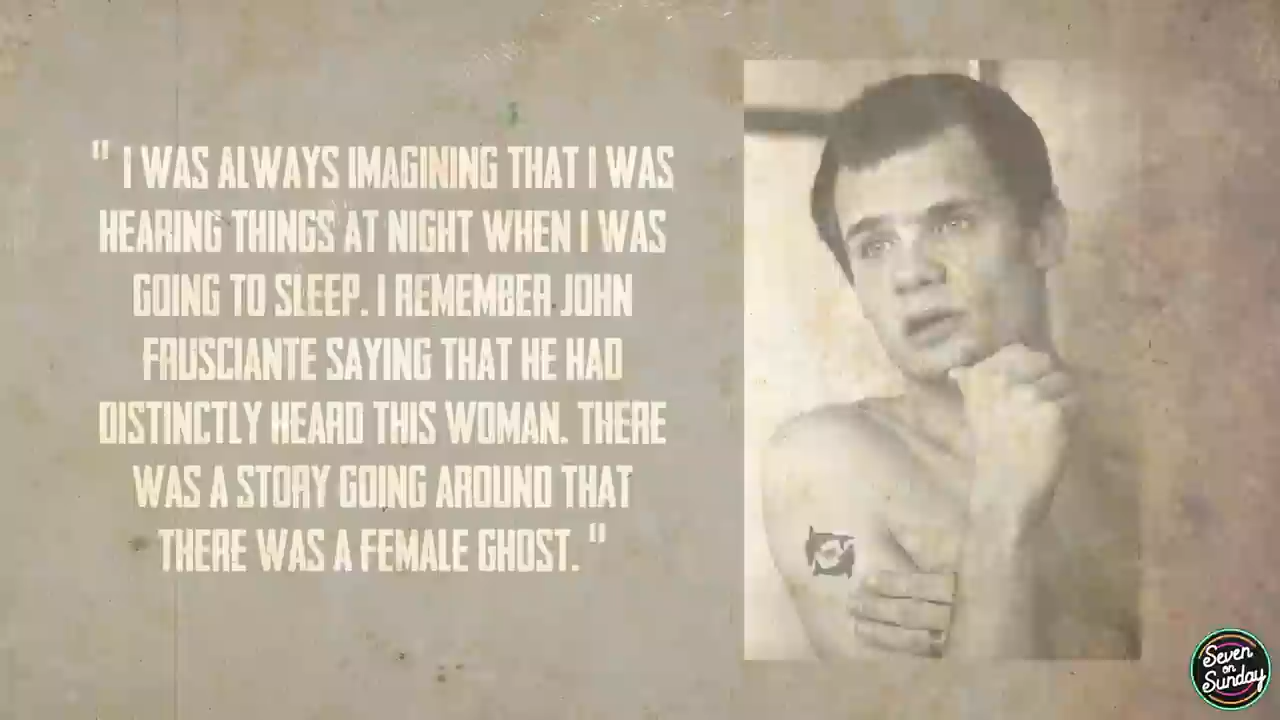 " I WAS ALWAYS IMAGINING THAT I WAS
HEARING THINGS AT NIGHT WHEN I WAS
GOING TO SLEEP. I REMEMBER JOHN
FRUSCIANTE SAYING THAT HE HAD
DISTINCTLY HEARD THIS WOMAN. THERE
WAS A STORY GOING AROUND THAT
THERE WAS A FEMALE GHOST. "
Seven
on
Sunday